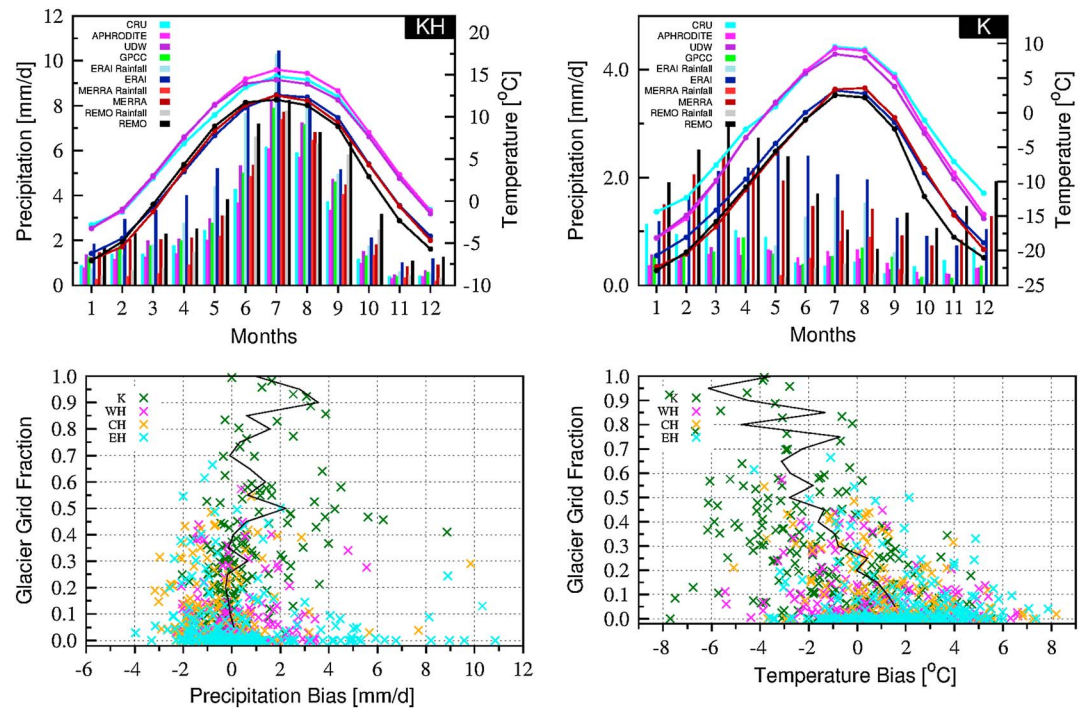 KH
Precipitation [mm/d]
12
10
8
6
4
2
0
CRU
APHRODITE
UDW
GPCC
ERAI Rainfall
ERAI
MERRA Rainfall
MERRA
REMO Rainfall
REMO
20
15
10
5
0
-5
-10
Temperature [°C]
1 2 3 4 5 6 7 8 9 10 11 12
Months
K
Precipitation [mm/d]
4.0
2.0
0.0
CRU
APHRODITE
UDW
GPCC
ERAI Rainfall
ERAI
MERRA Rainfall
MERRA
REMO Rainfall
REMO
10
5
0
-5
-10
-15
-20
-25
Temperature [°C]
1 2 3 4 5 6 7 8 9 10 11 12
Months
Glacier Grid Fraction
1.0
0.9
0.8
0.7
0.6
0.5
0.4
0.3
0.2
0.1
0.0
K
WH
CH
EH
-6 -4 -2 0 2 4 6 8 10 12
Precipitation Bias [mm/d]
Glacier Grid Fraction
1.0
0.9
0.8
0.7
0.6
0.5
0.4
0.3
0.2
0.1
0.0
K
WH
CH
EH
-8 -6 -4 -2 0 2 4 6 8
Temperature Bias [°C]